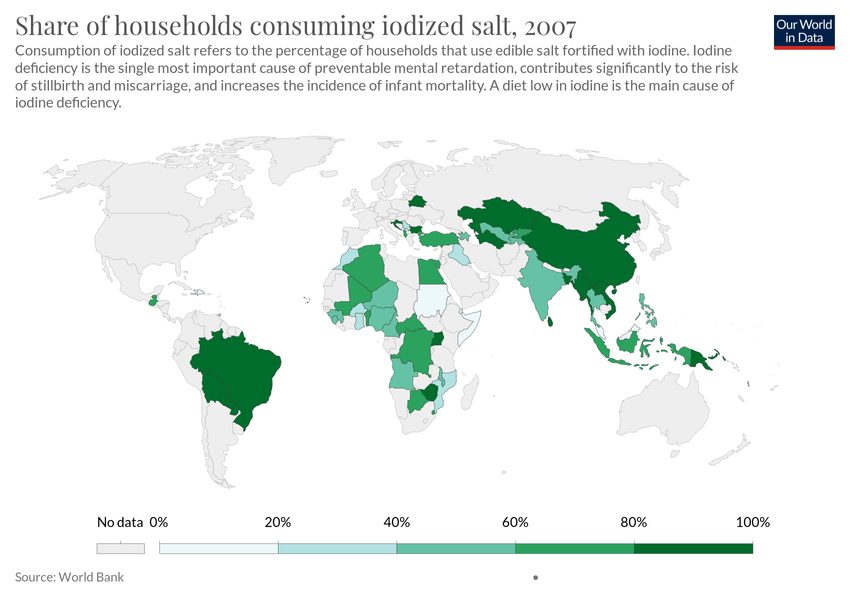 Share of households consuming iodized salt, 2007
Our World
in Data
Consumption of iodized salt refers to the percentage of households that use edible salt fortified with iodine. Iodine
deficiency is the single most important cause of preventable mental retardation, contributes significantly to the risk
of stillbirth and miscarriage, and increases the incidence of infant mortality. A diet low in iodine is the main cause of
iodine deficiency.
No data 0% 20% 40% 60% 80% 100%
Source: World Bank